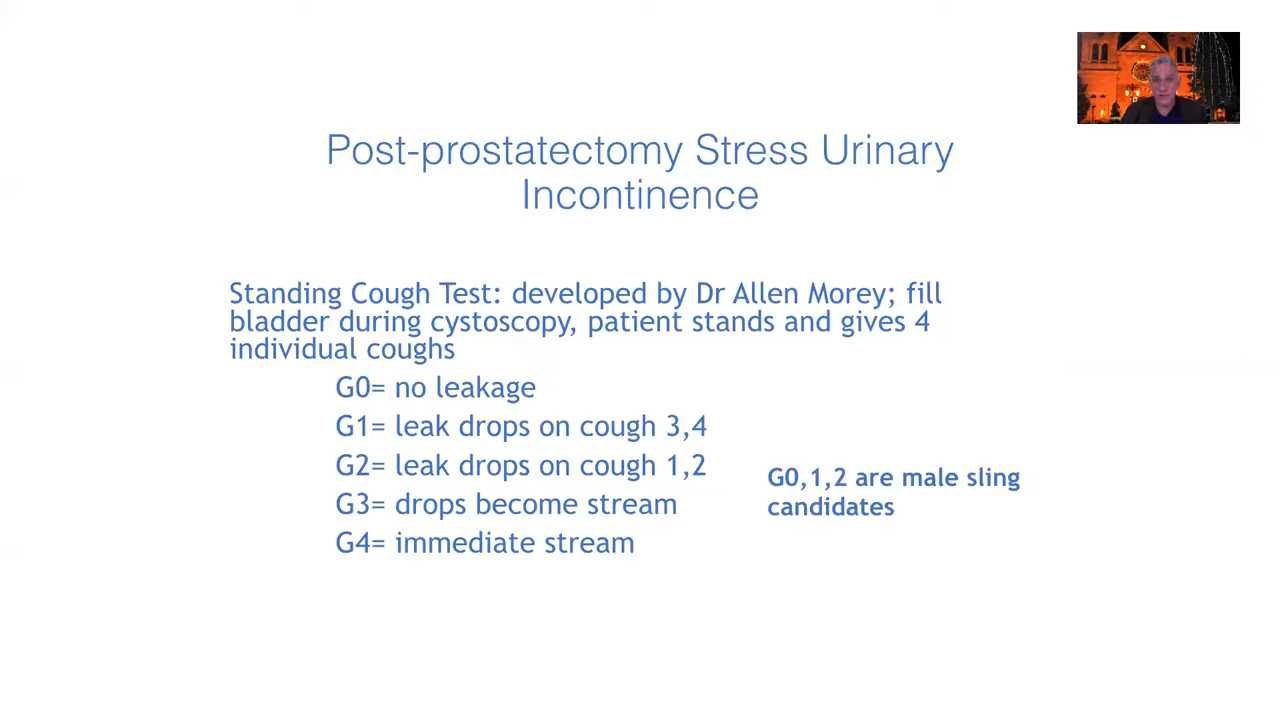 Post-prostatectomy Stress Urinary
Incontinence
Standing Cough Test: developed by Dr Allen Morey; fill
bladder during cystoscopy, patient stands and gives 4
individual coughs
G0= no leakage
G1= leak drops on cough 3,4
G2= leak drops on cough 1,2
G3= drops become stream
G4= immediate stream
G0,1,2 are male sling
candidates